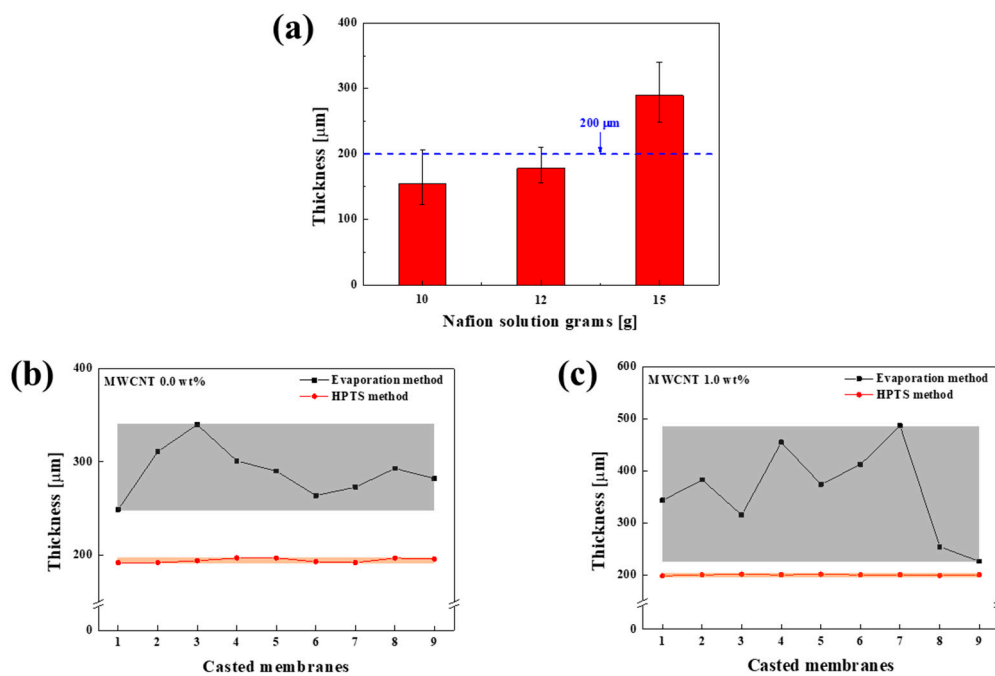 (a)
400
300
200
100
0
Thickness [μm]
200 μm
10
12
15
Nafion solution grams [g]
(b)
400
300
200
0
Thickness [μm]
MWCNT 0.0 wt%
Evaporation method
HPTS method
1 2 3 4 5 6 7 8 9
Casted membranes
(c)
600
500
400
300
200
0
Thickness [μm]
MWCNT 1.0 wt%
Evaporation method
HPTS method
1 2 3 4 5 6 7 8 9
Casted membranes